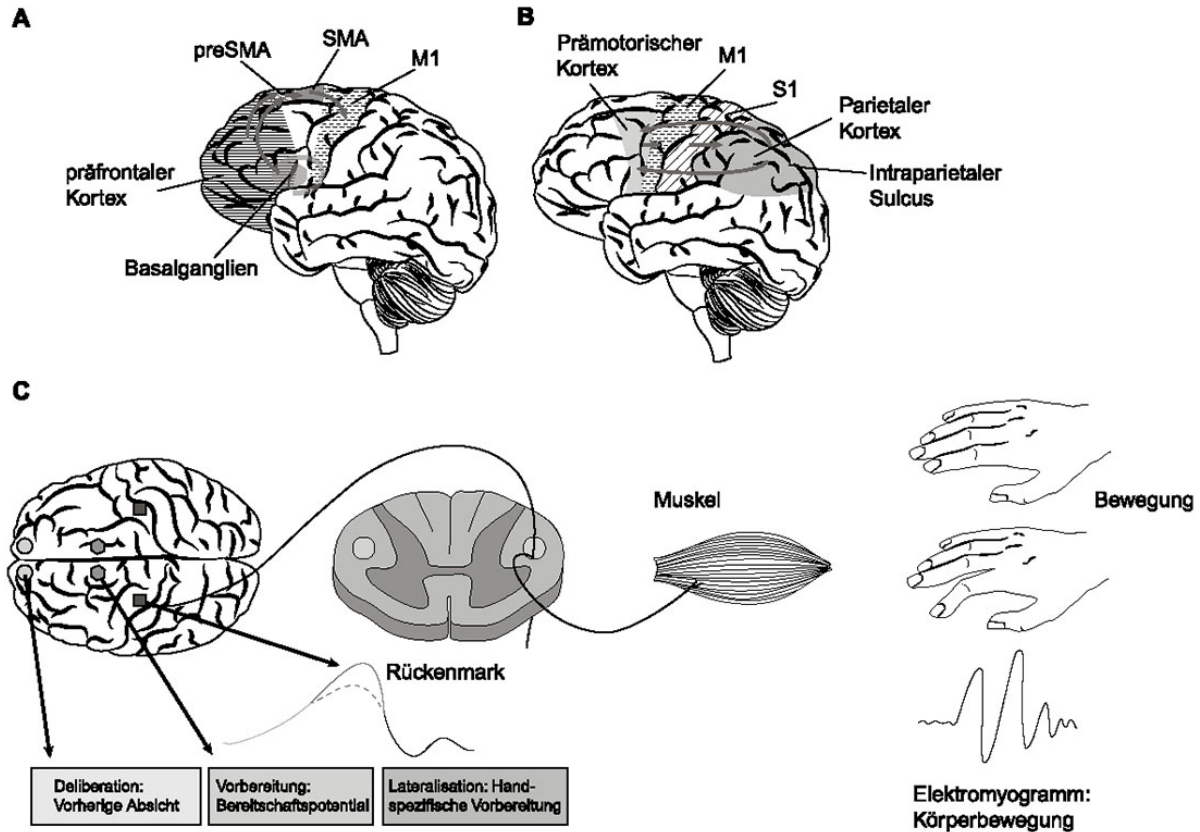 A
preSMA
SMA
M1
präfrontaler
Kortex
Basalganglien
B
Prämotorischer
Kortex
M1
S1
Parietaler
Kortex
Intraparietaler
Sulcus
C
Muskel
Bewegung
Rückenmark
Deliberation:
Vorherige Absicht
Vorbereitung:
Bereitschaftspotential
Lateralisation: Hand-
spezifische Vorbereitung
Elektromyogramm:
Körperbewegung